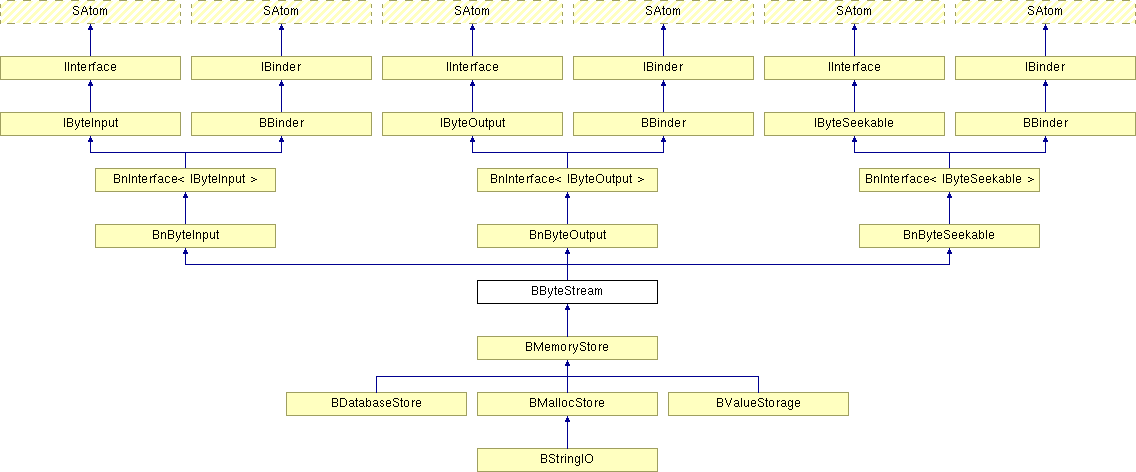 SAtom SAtom SAtom SAtom SAtom SAtom
IInterface IBinder IInterface IBinder IInterface IBinder
IByteInput BBinder IByteOutput BBinder IByteSeekable BBinder
BnInterface< IByteInput > BnInterface< IByteOutput > BnInterface< IByteSeekable >
BnByteInput BnByteOutput BnByteSeekable
BByteStream
BMemoryStore
BDatabaseStore BMallocStore BValueStorage
BStringIO